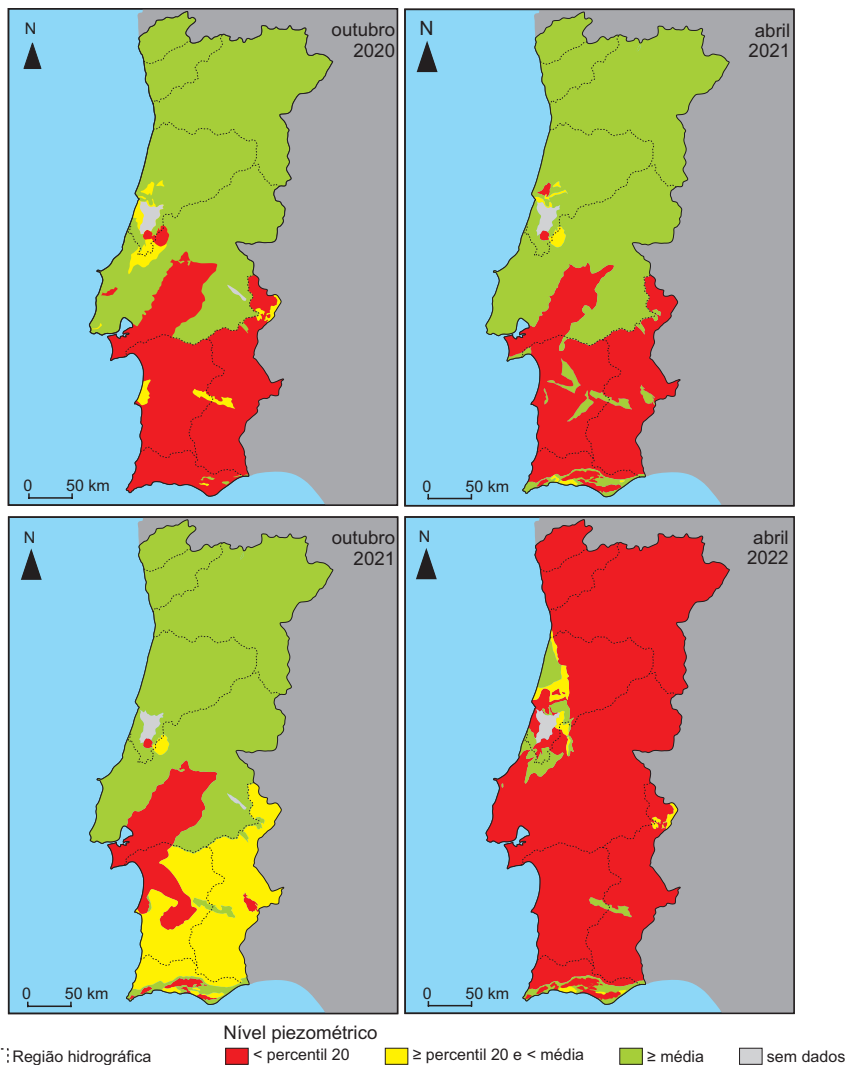 N
outubro
2020
0 50 km
N
abril
2021
0 50 km
N
outubro
2021
0 50 km
N
abril
2022
0 50 km
Nível piezométrico
Região hidrográfica
< percentil 20
≥ percentil 20 e < média
≥ média
sem dados